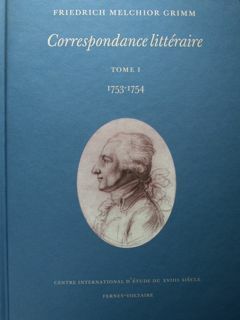 FRIEDRICH MELCHIOR GRIMM
Correspondance littéraire
TOME I
1753-1754
CENTRE INTERNATIONAL D'ÉTUDE DU XVIIIe SIÈCLE
FERNEY-VOLTAIRE